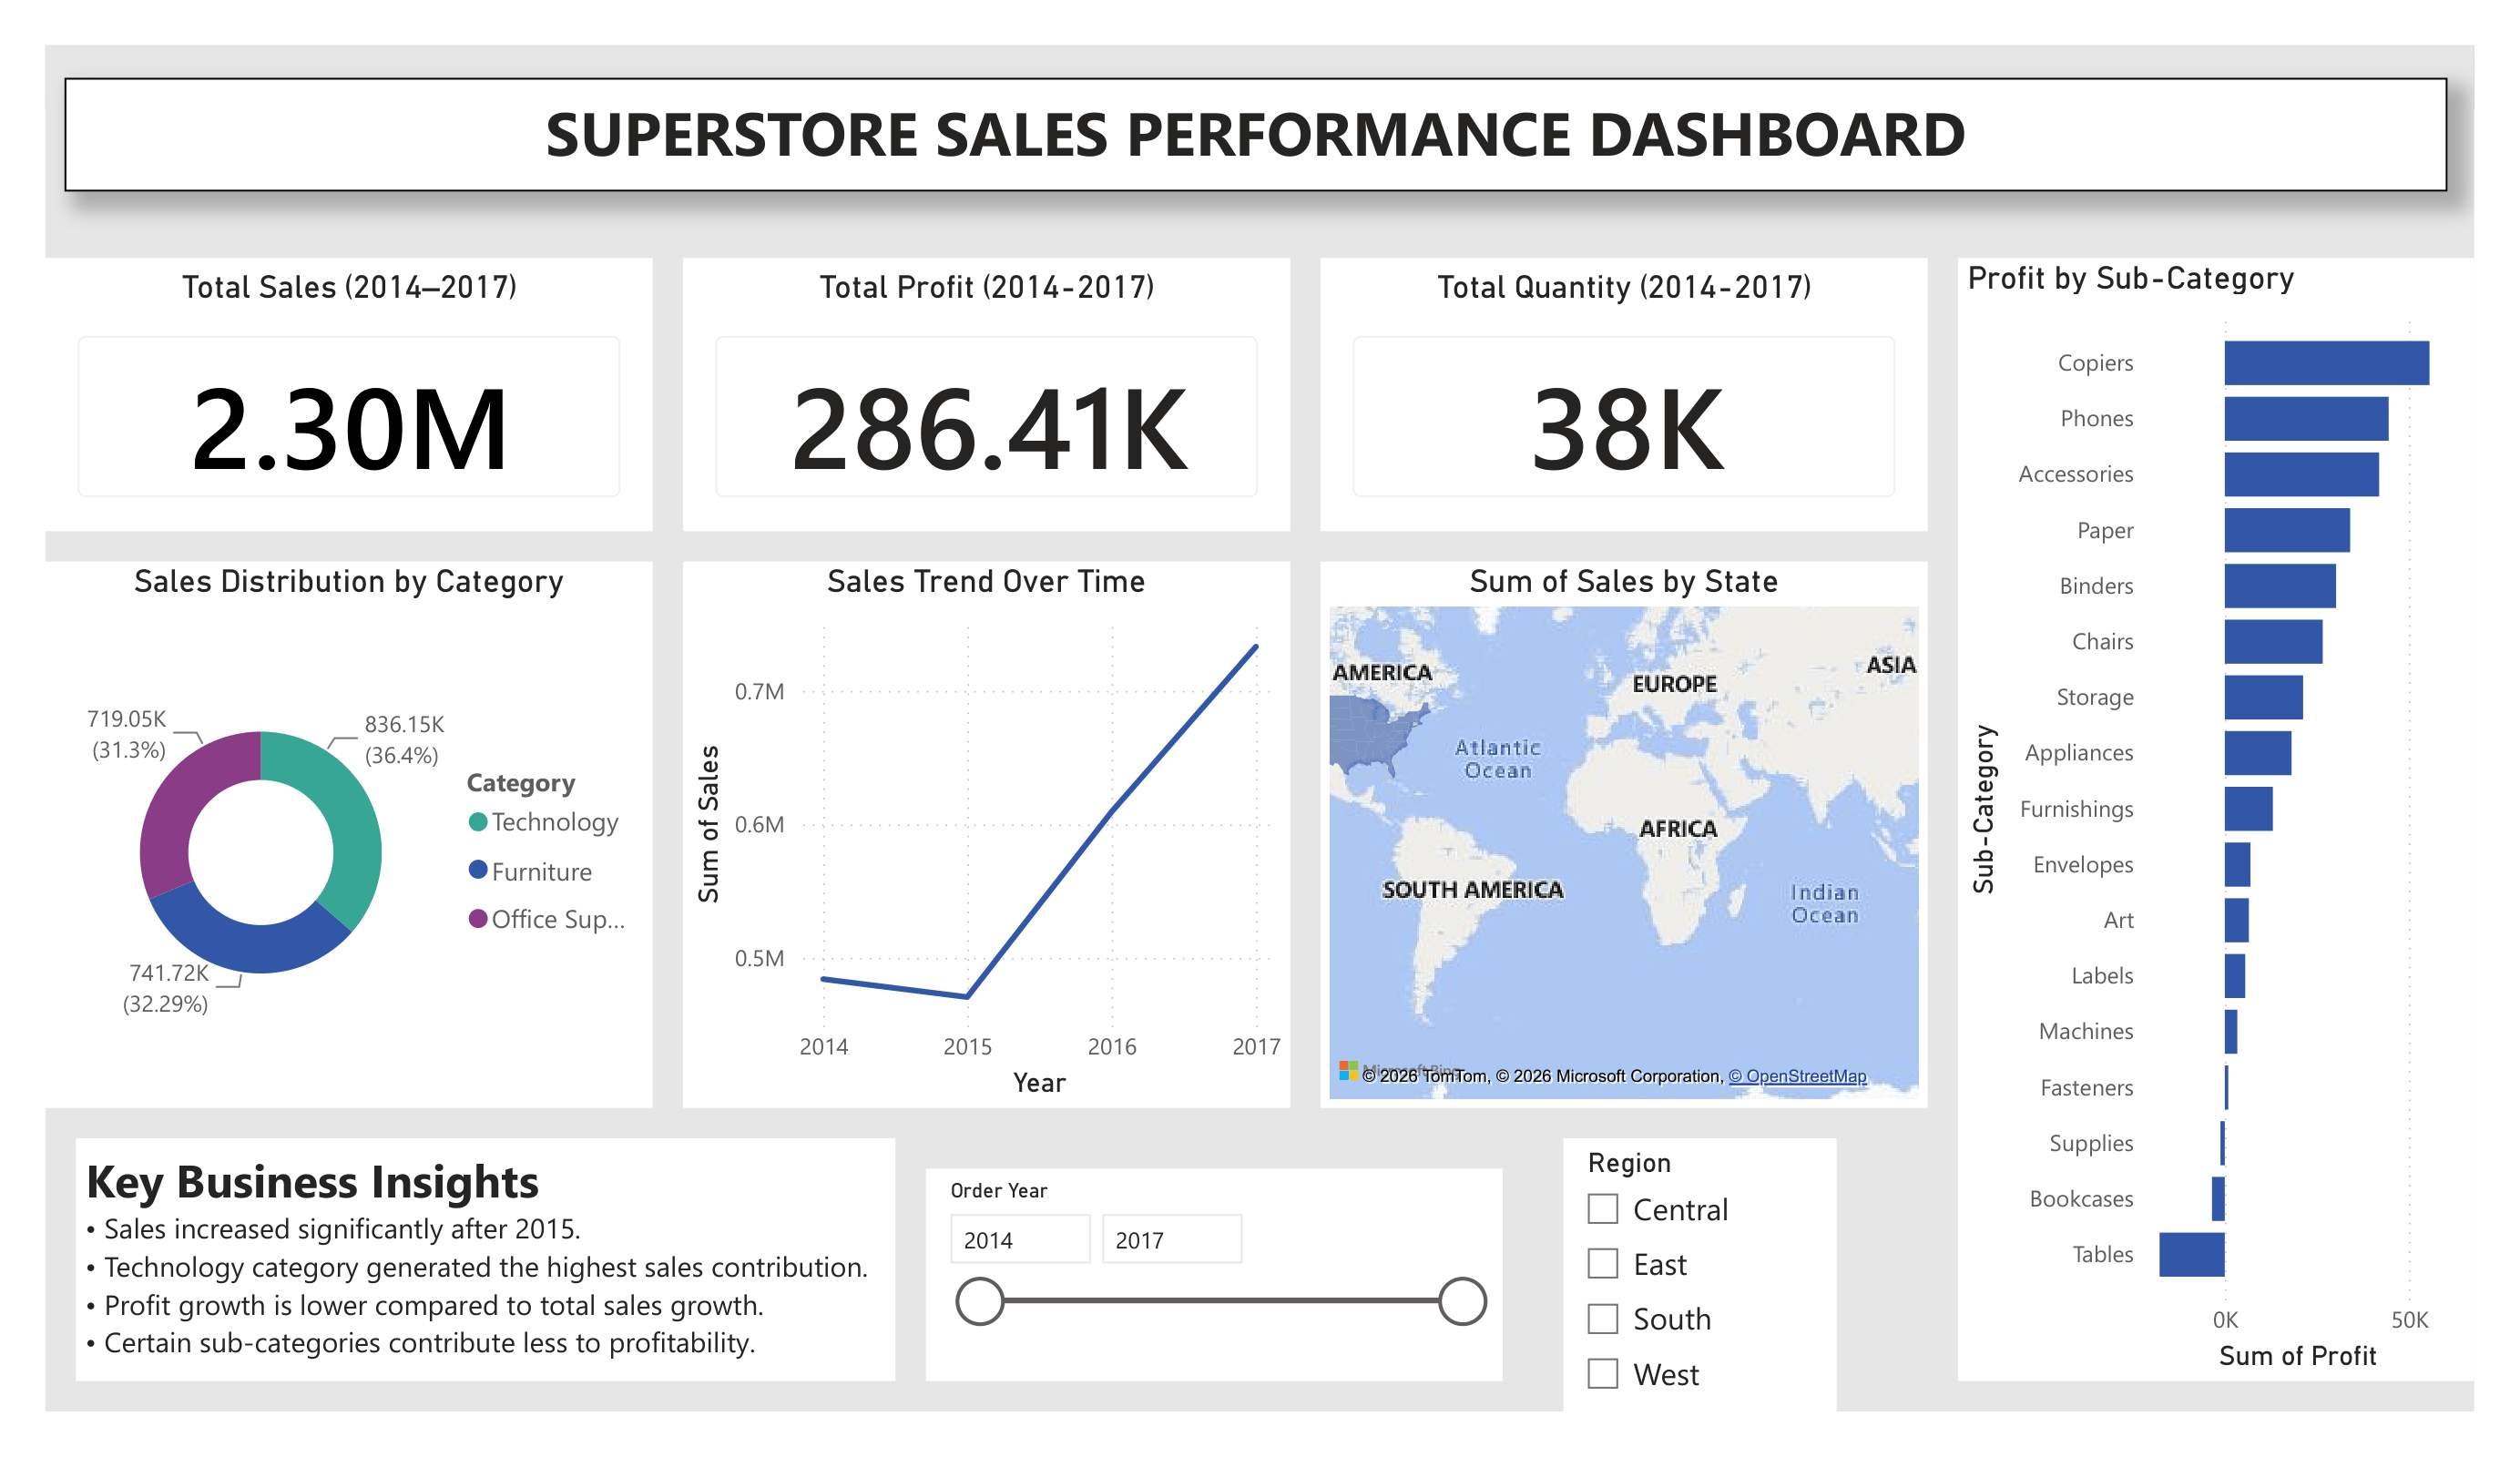 SUPERSTORE SALES PERFORMANCE DASHBOARD
Total Sales (2014–2017)
2.30M
Total Profit (2014-2017)
286.41K
Total Quantity (2014-2017)
38K
Sales Distribution by Category
719.05K
(31.3%)
836.15K
(36.4%)
741.72K
(32.29%)
Category
Technology
Furniture
Office Sup...
Sales Trend Over Time
Sum of Sales
0.7M
0.6M
0.5M
2014 2015 2016 2017
Year
Sum of Sales by State
AMERICA
EUROPE
ASIA
Atlantic
Ocean
AFRICA
SOUTH AMERICA
Indian
Ocean
Microsoft Bing
© 2026 TomTom, © 2026 Microsoft Corporation, © OpenStreetMap
Profit by Sub-Category
Sub-Category
Copiers
Phones
Accessories
Paper
Binders
Chairs
Storage
Appliances
Furnishings
Envelopes
Art
Labels
Machines
Fasteners
Supplies
Bookcases
Tables
0K 50K
Sum of Profit
Key Business Insights
• Sales increased significantly after 2015.
• Technology category generated the highest sales contribution.
• Profit growth is lower compared to total sales growth.
• Certain sub-categories contribute less to profitability.
Order Year
2014 2017
Region
Central
East
South
West